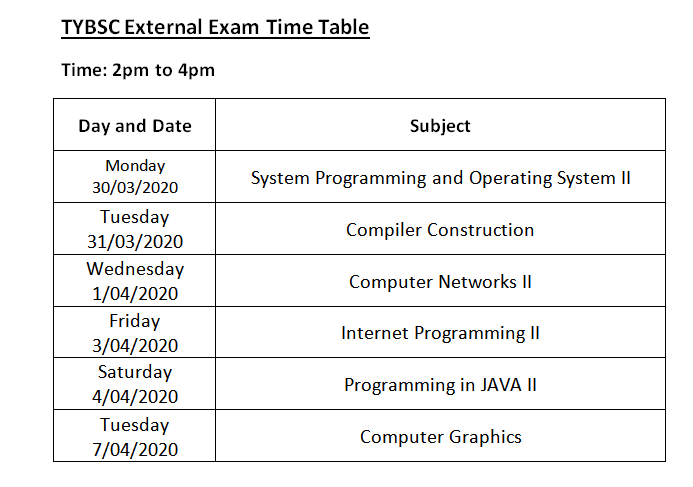 TYBSC External Exam Time Table
Time: 2pm to 4pm
Day and Date
Subject
Monday
30/03/2020
System Programming and Operating System II
Tuesday
31/03/2020
Compiler Construction
Wednesday
1/04/2020
Computer Networks II
Friday
3/04/2020
Internet Programming II
Saturday
4/04/2020
Programming in JAVA II
Tuesday
7/04/2020
Computer Graphics